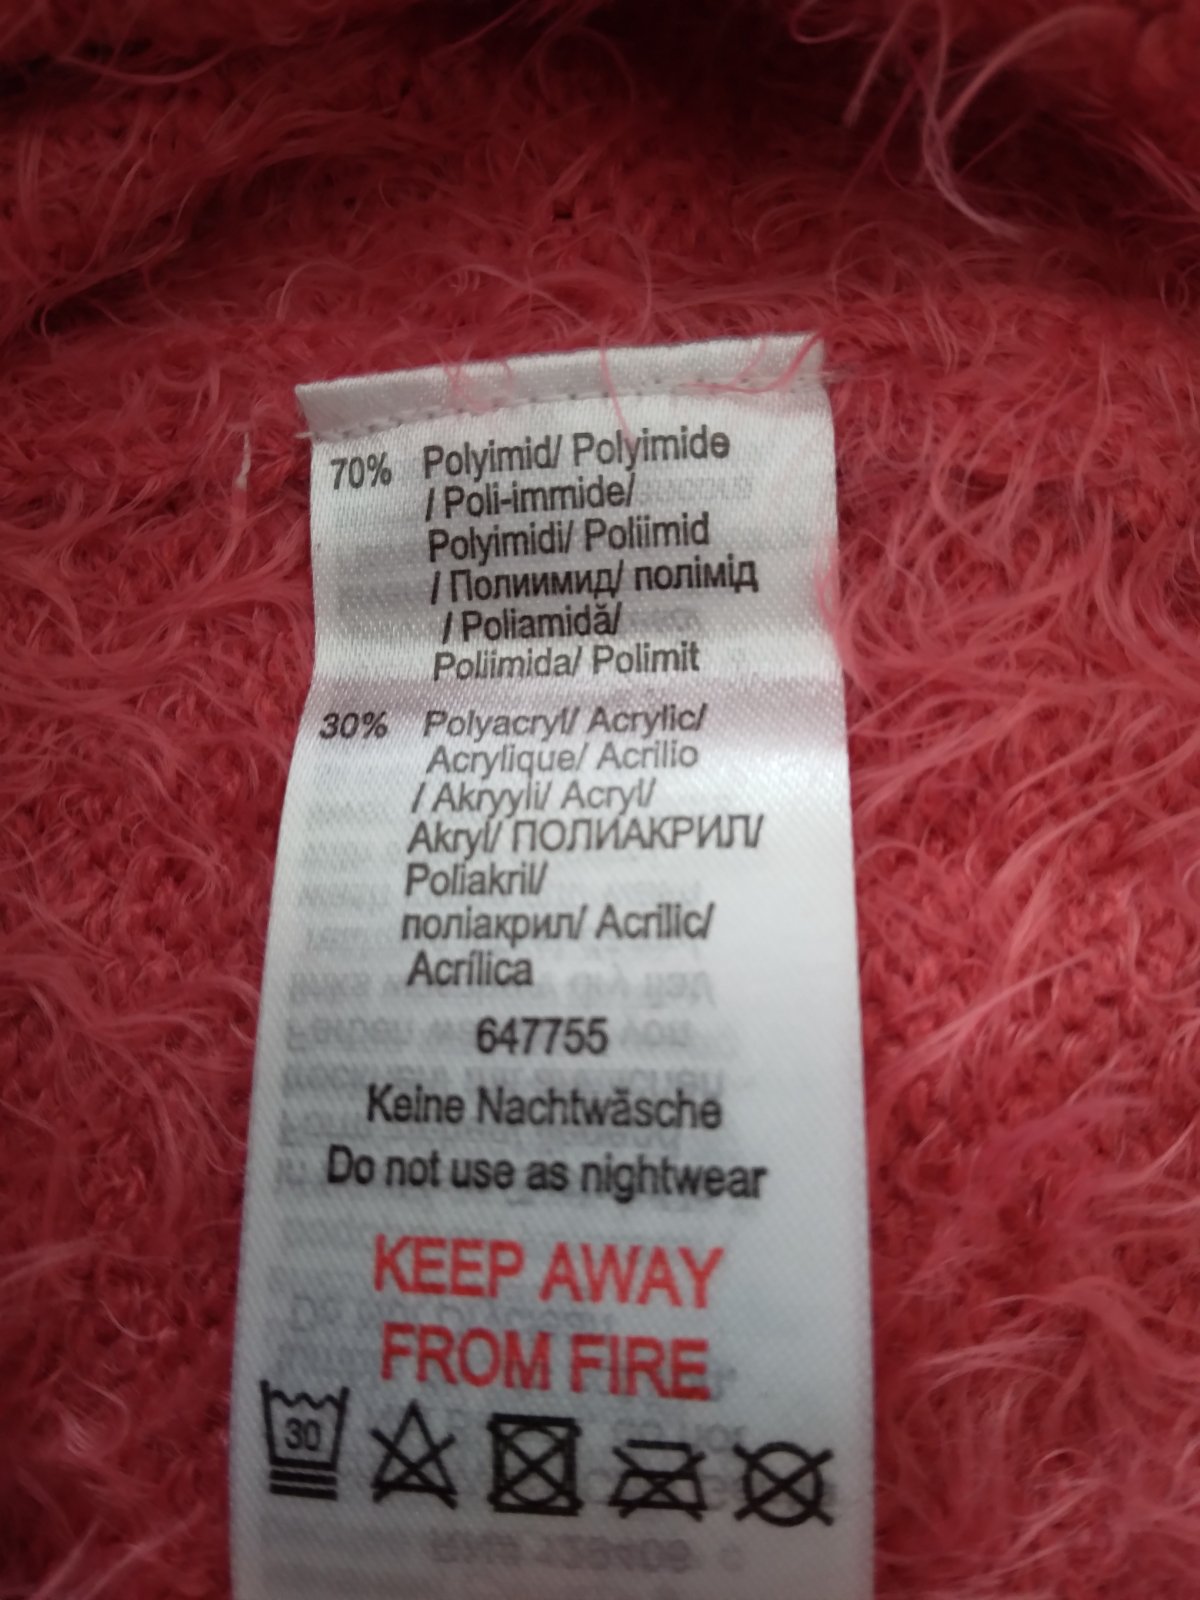 70% Polyimid/ Polyimide
/ Poli-immide/
Polyimidi/ Poliimid
/ Полиимид/ полімід
/ Poliamidă/
Poliimida/ Polimit
30% Polyacryl/ Acrylic/
Acrylique/ Acrilio
/ Akryyli/ Acryl/
Akryl/ ПОЛИАКРИЛ/
Poliakril/
поліакрил/ Acrilic/
Acrílica
647755
Keine Nachtwäsche
Do not use as nightwear
KEEP AWAY
FROM FIRE
30